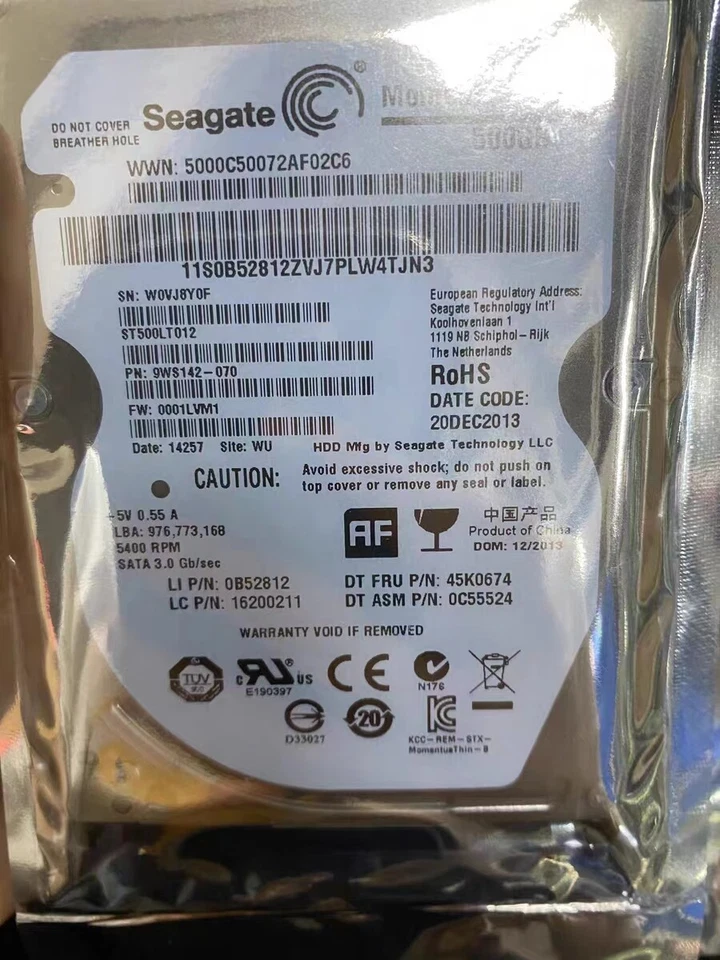 Seagate
DO NOT COVER
BREATHER HOLE
500GB
WWN: 5000C50072AF02C6
11S0B52812ZVJ7PLW4TJN3
SN: W0VJ8Y0F
ST500LT012
PN: 9WS142-070
FW: 0001LVM1
Date: 14257 Site: WU
European Regulatory Address:
Seagate Technology Int'l
Koolhovenlaan 1
1119 NB Schiphol-Rijk
The Netherlands
RoHS
DATE CODE:
20DEC2013
HDD Mfg by Seagate Technology LLC
CAUTION:
Avoid excessive shock; do not push on
top cover or remove any seal or label.
+5V 0.55 A
LBA: 976,773,168
5400 RPM
SATA 3.0 Gb/sec
AF
中国产品
Product of China
DOM: 12/2013
LI P/N: 0B52812
LC P/N: 16200211
DT FRU P/N: 45K0674
DT ASM P/N: 0C55524
WARRANTY VOID IF REMOVED
TUV
c UR ® US
E190397
CE
N176
D33027
20
KCC-REM-STX-
MomentusThin-B